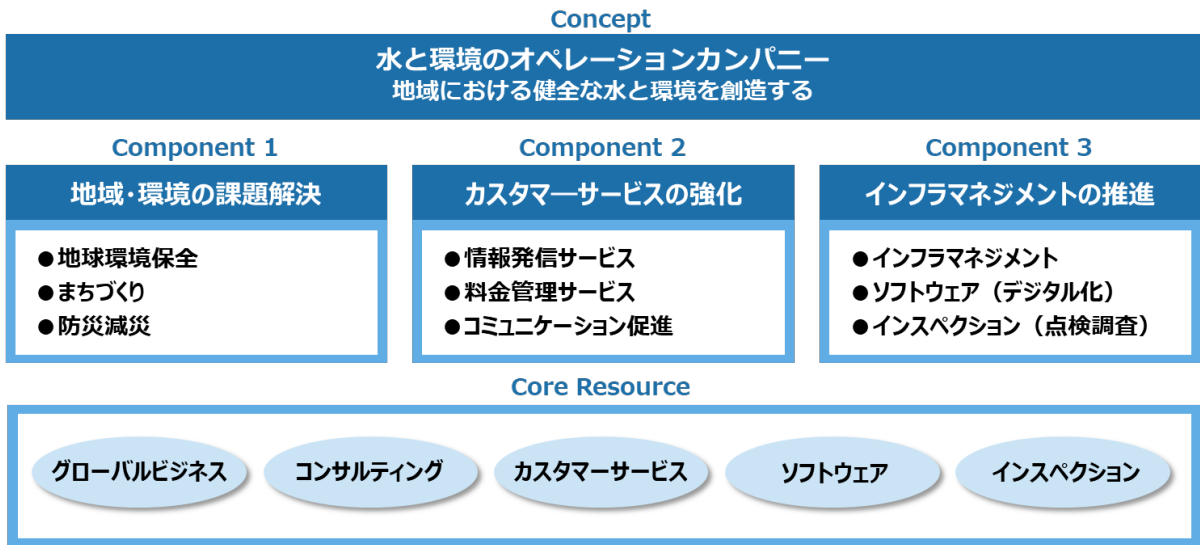 Concept
水と環境のオペレーションカンパニー
地域における健全な水と環境を創造する
Component 1
地域・環境の課題解決
●地球環境保全
●まちづくり
●防災減災
Component 2
カスタマ―サービスの強化
●情報発信サービス
●料金管理サービス
●コミュニケーション促進
Component 3
インフラマネジメントの推進
●インフラマネジメント
●ソフトウェア（デジタル化）
●インスペクション（点検調査）
Core Resource
グローバルビジネス
コンサルティング
カスタマーサービス
ソフトウェア
インスペクション